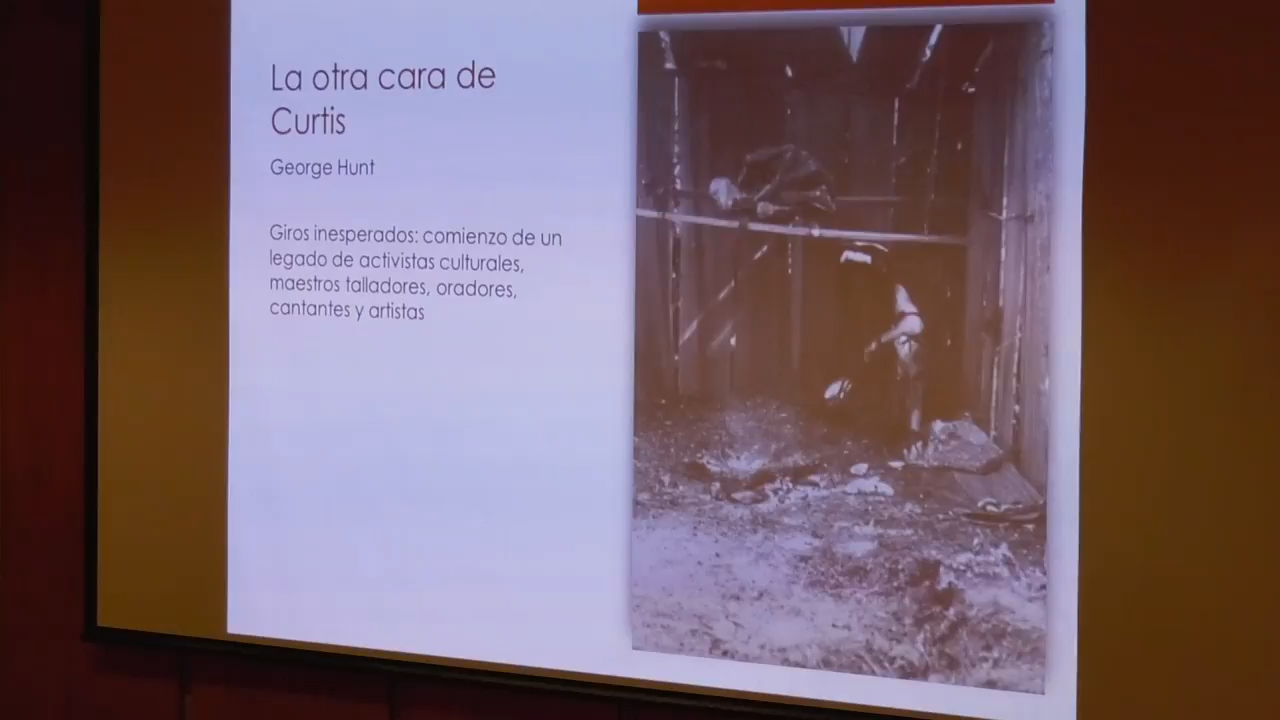 La otra cara de
Curtis
George Hunt
Giros inesperados: comienzo de un
legado de activistas culturales,
maestros talladores, oradores,
cantantes y artistas